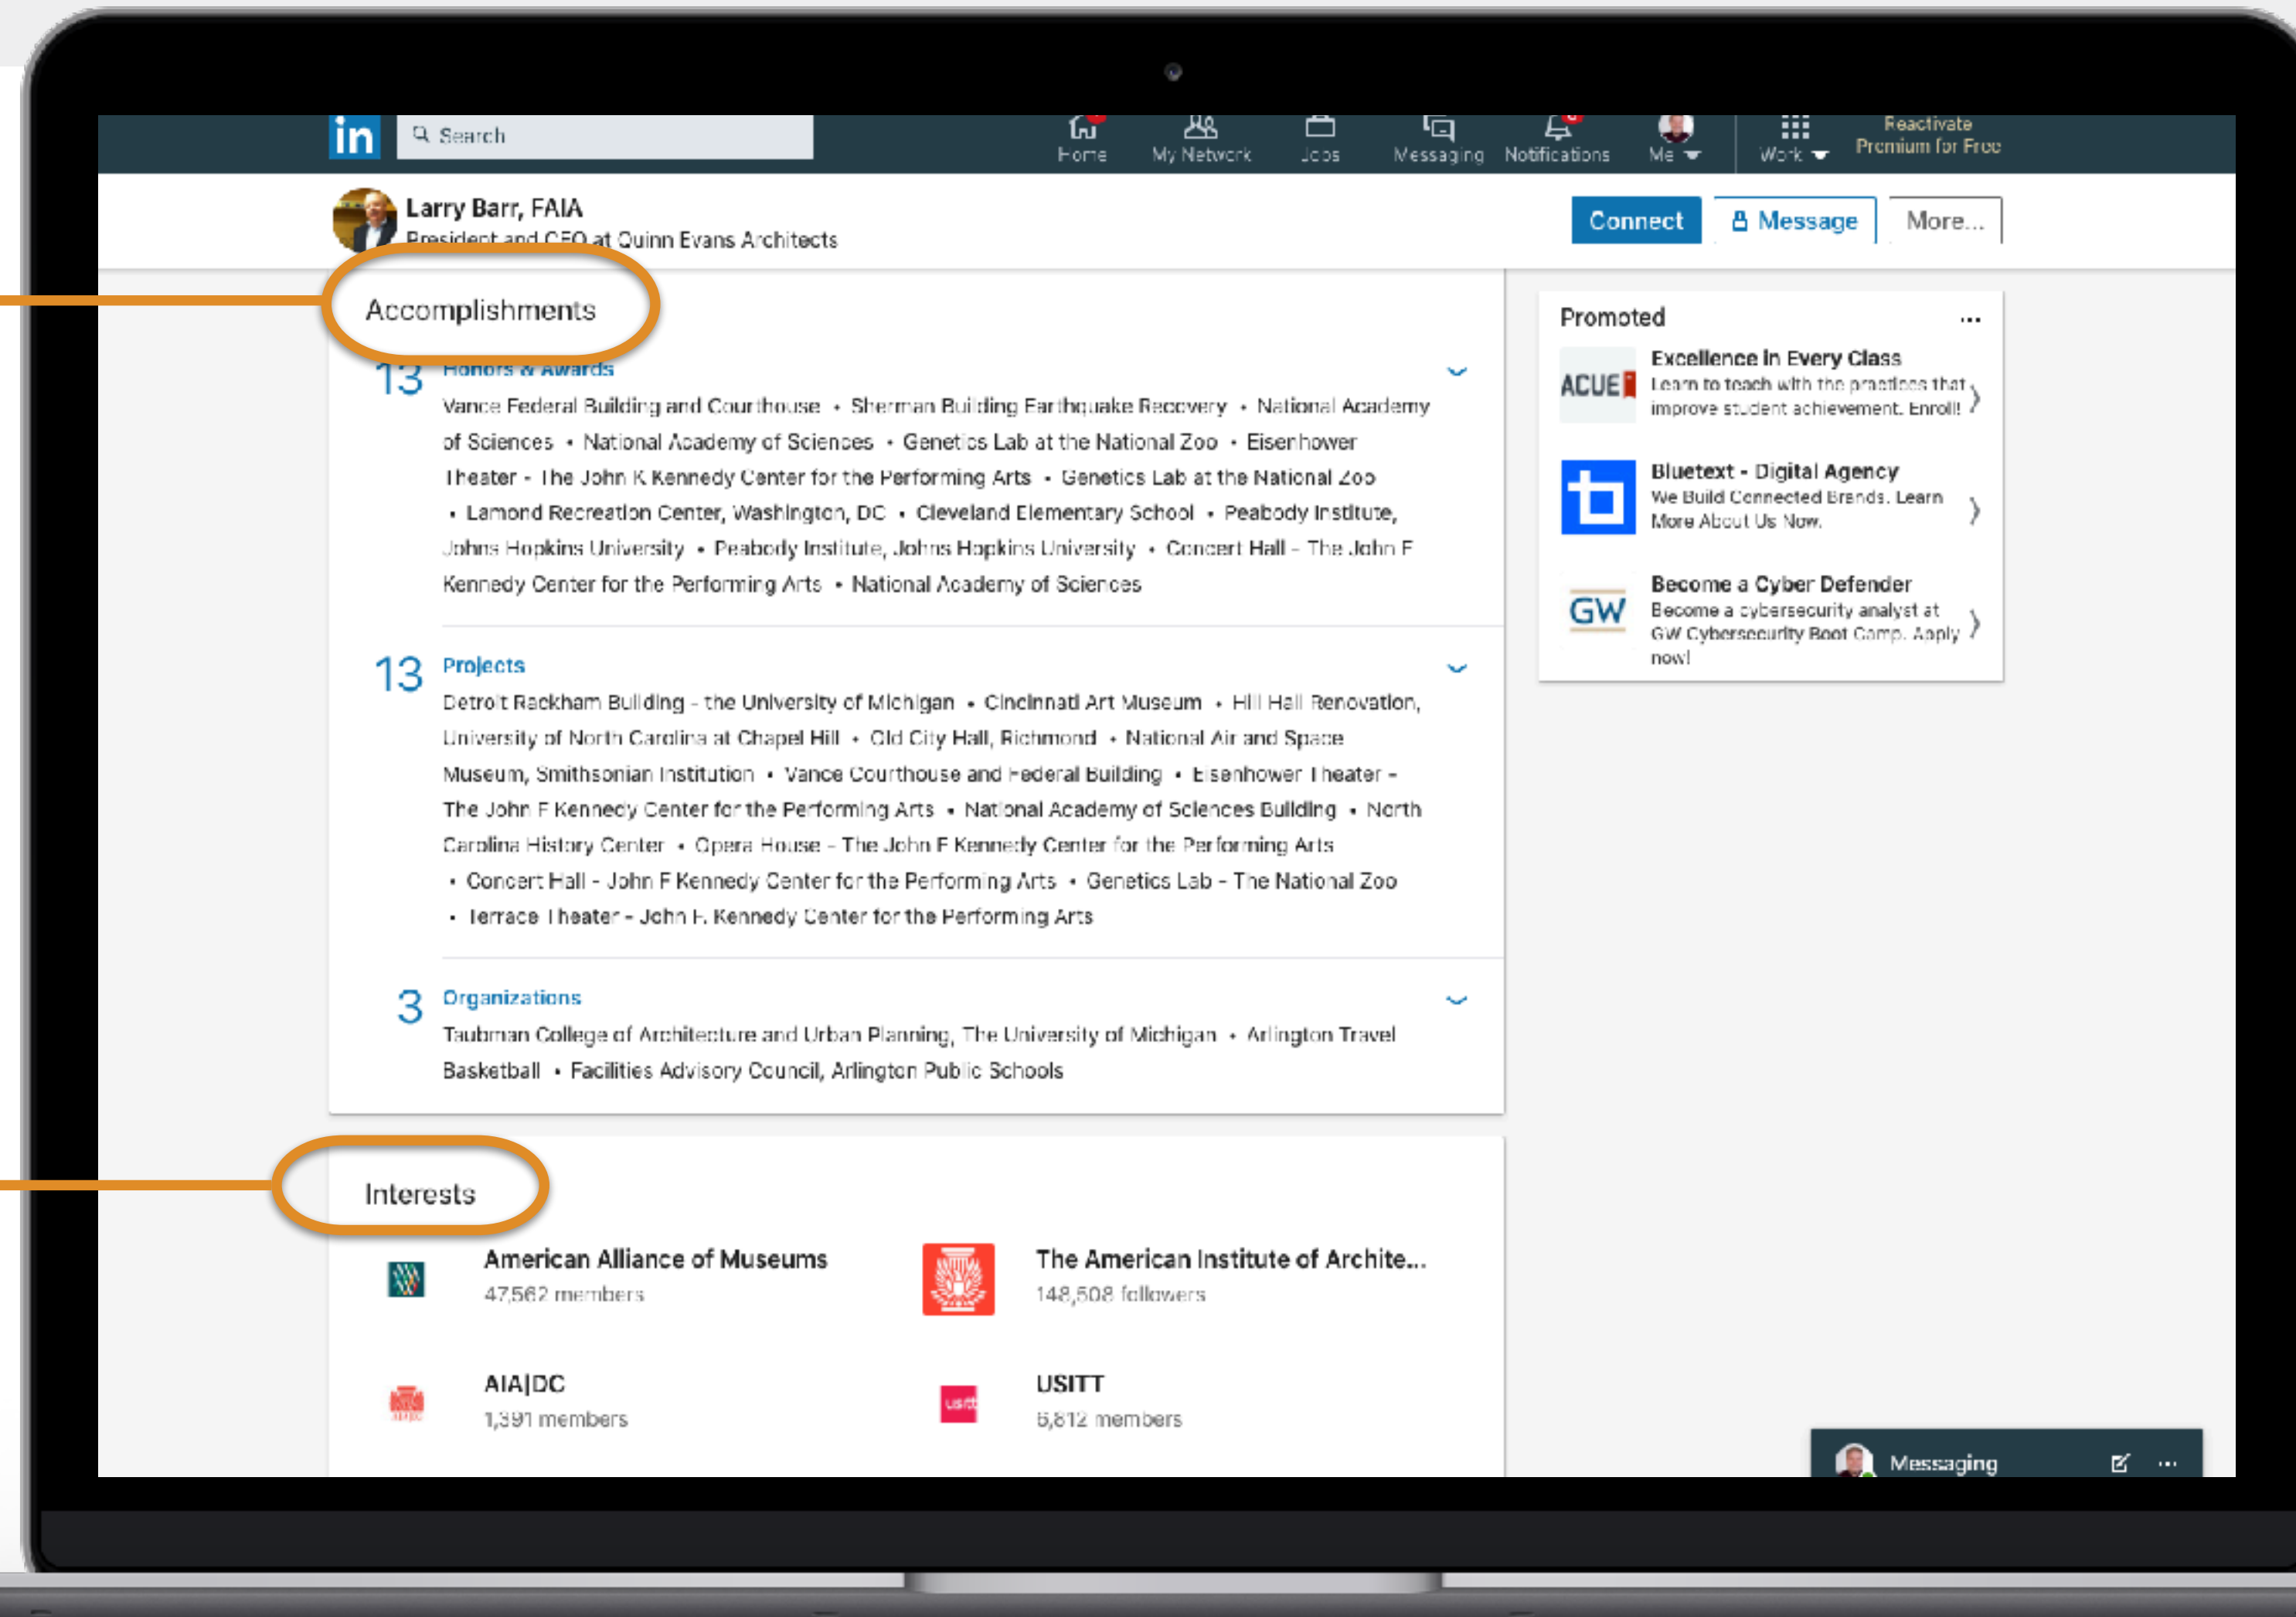 in Search
Home My Network Jobs Messaging Notifications Me Work Reactivate
Premium for Free
Larry Barr, FAIA
President and CEO at Quinn Evans Architects
Connect Message More...
Accomplishments
13 Honors & Awards
Vance Federal Building and Courthouse • Sherman Building Earthquake Recovery • National Academy
of Sciences • National Academy of Sciences • Genetics Lab at the National Zoo • Eisenhower
Theater - The John K Kennedy Center for the Performing Arts • Genetics Lab at the National Zoo
• Lamond Recreation Center, Washington, DC • Cleveland Elementary School • Peabody Institute,
Johns Hopkins University • Peabody Institute, Johns Hopkins University • Concert Hall - The John F
Kennedy Center for the Performing Arts • National Academy of Sciences
13 Projects
Detroit Rackham Building - the University of Michigan • Cincinnati Art Museum • Hill Hall Renovation,
University of North Carolina at Chapel Hill • Old City Hall, Richmond • National Air and Space
Museum, Smithsonian Institution • Vance Courthouse and Federal Building • Eisenhower Theater -
The John F Kennedy Center for the Performing Arts • National Academy of Sciences Building • North
Carolina History Center • Opera House - The John F Kennedy Center for the Performing Arts
• Concert Hall - John F Kennedy Center for the Performing Arts • Genetics Lab - The National Zoo
• Terrace Theater - John F. Kennedy Center for the Performing Arts
3 Organizations
Taubman College of Architecture and Urban Planning, The University of Michigan • Arlington Travel
Basketball • Facilities Advisory Council, Arlington Public Schools
Interests
American Alliance of Museums
47,562 members
The American Institute of Archite...
148,508 followers
AIA|DC
1,391 members
usitt
USITT
6,812 members
Promoted ...
ACUE
Excellence in Every Class
Learn to teach with the practices that
improve student achievement. Enroll!
Bluetext - Digital Agency
We Build Connected Brands. Learn
More About Us Now.
GW
Become a Cyber Defender
Become a cybersecurity analyst at
GW Cybersecurity Boot Camp. Apply
now!
Messaging ...